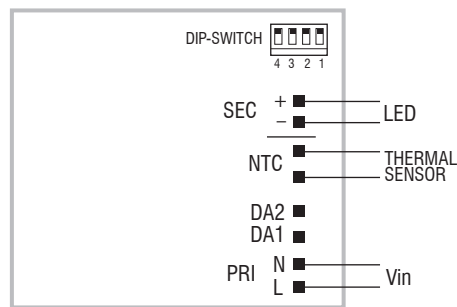 DIP-SWITCH
4 3 2 1
SEC + −
LED
NTC
THERMAL
SENSOR
DA2
DA1
PRI N L
Vin